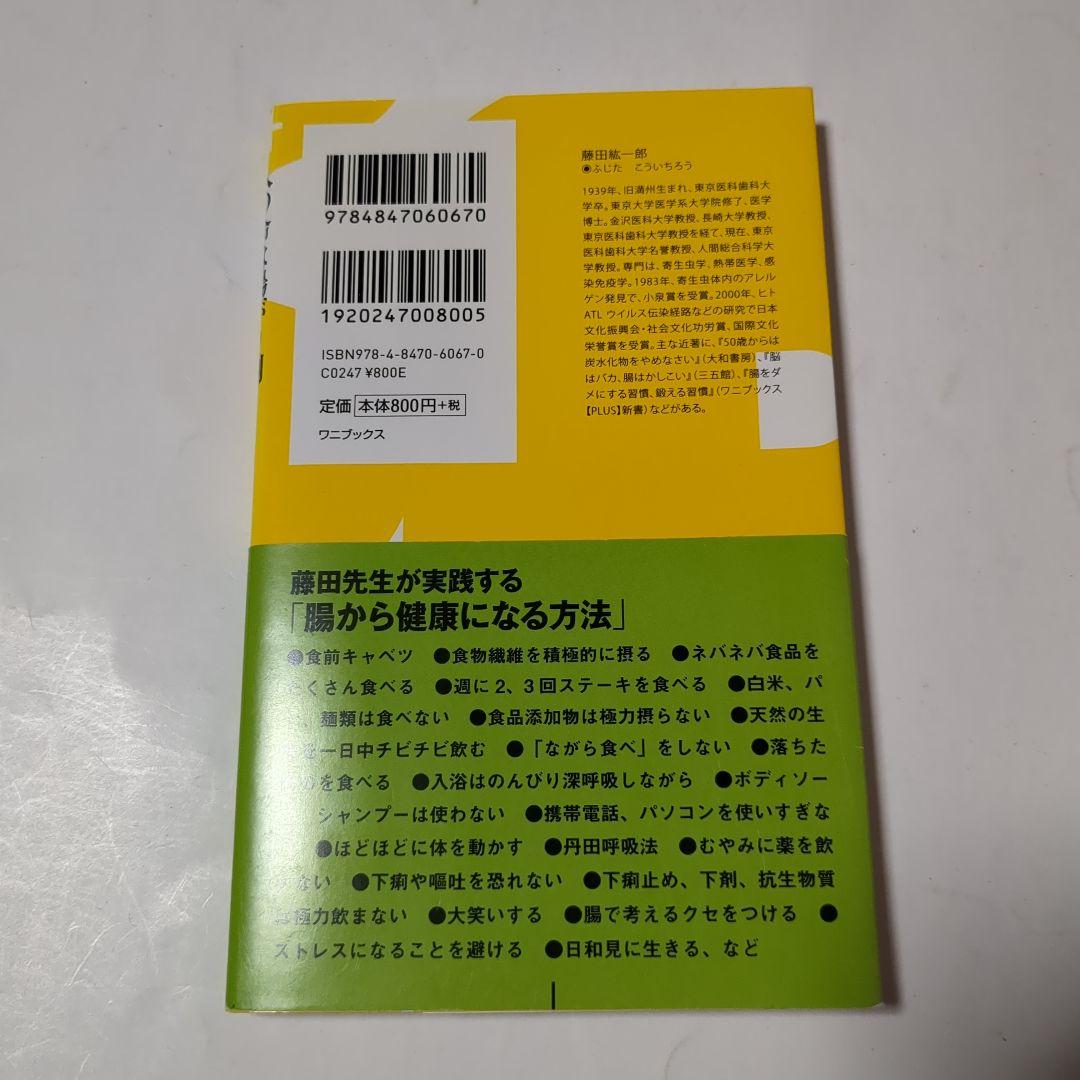 9784847060670
1920247008005
ISBN978-4-8470-6067-0
C0247 ¥800E
定価 本体800円+税
ワニブックス
藤田紘一郎
●ふじた こういちろう
1939年、旧満州生まれ、東京医科歯科大
学卒。東京大学医学系大学院修了、医学
博士。金沢医科大学教授、長崎大学教授、
東京医科歯科大学教授を経て、現在、東京
医科歯科大学名誉教授、人間総合科学大
学教授。専門は、寄生虫学、熱帯医学、感
染免疫学。1983年、寄生虫体内のアレル
ゲン発見で、小泉賞を受賞。2000年、ヒト
ATLウイルス伝染経路などの研究で日本
文化振興会・社会文化功労賞、国際文化
栄誉賞を受賞。主な近著に、『50歳からは
炭水化物をやめなさい』(大和書房)、『脳
はバカ、腸はかしこい』(三五館)、『腸をダ
メにする習慣、鍛える習慣』(ワニブックス
【PLUS】新書)などがある。
藤田先生が実践する
「腸から健康になる方法」
●食前キャベツ ●食物繊維を積極的に摂る ●ネバネバ食品を
たくさん食べる ●週に2、3回ステーキを食べる ●白米、パ
麺類は食べない ●食品添加物は極力摂らない ●天然の生
を一日中チビチビ飲む ●「ながら食べ」をしない ●落ちた
を食べる ●入浴はのんびり深呼吸しながら ●ボディソー
シャンプーは使わない ●携帯電話、パソコンを使いすぎな
●ほどほどに体を動かす ●丹田呼吸法 ●むやみに薬を飲
ない ●下痢や嘔吐を恐れない ●下痢止め、下剤、抗生物質
極力飲まない ●大笑いする ●腸で考えるクセをつける ●
ストレスになることを避ける ●日和見に生きる、など